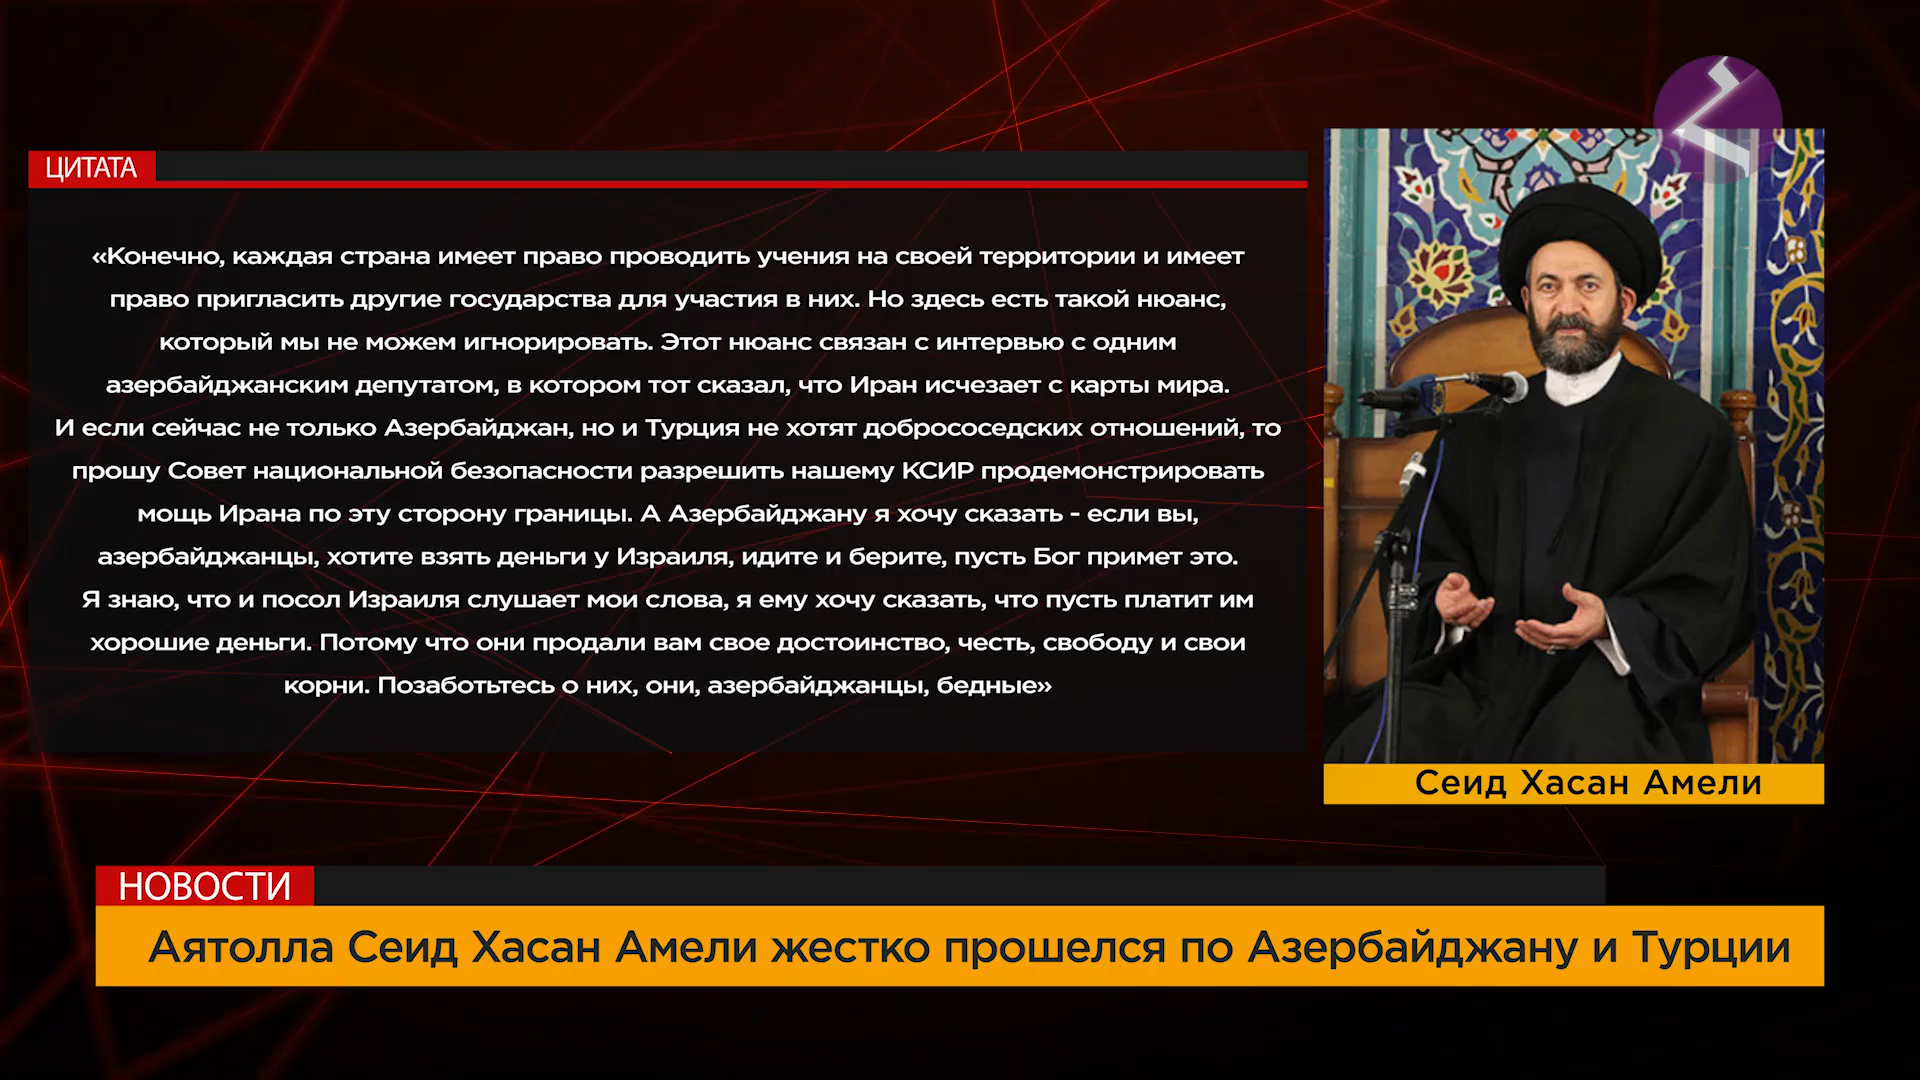 ЦИТАТА
«Конечно, каждая страна имеет право проводить учения на своей территории и имеет
право пригласить другие государства для участия в них. Но здесь есть такой нюанс,
который мы не можем игнорировать. Этот нюанс связан с интервью с одним
азербайджанским депутатом, в котором тот сказал, что Иран исчезает с карты мира.
И если сейчас не только Азербайджан, но и Турция не хотят добрососедских отношений, то
прошу Совет национальной безопасности разрешить нашему КСИР продемонстрировать
мощь Ирана по эту сторону границы. А Азербайджану я хочу сказать - если вы,
азербайджанцы, хотите взять деньги у Израиля, идите и берите, пусть Бог примет это.
Я знаю, что и посол Израиля слушает мои слова, я ему хочу сказать, что пусть платит им
хорошие деньги. Потому что они продали вам свое достоинство, честь, свободу и свои
корни. Позаботьтесь о них, они, азербайджанцы, бедные»
Сеид Хасан Амели
НОВОСТИ
Аятолла Сеид Хасан Амели жестко прошелся по Азербайджану и Турции